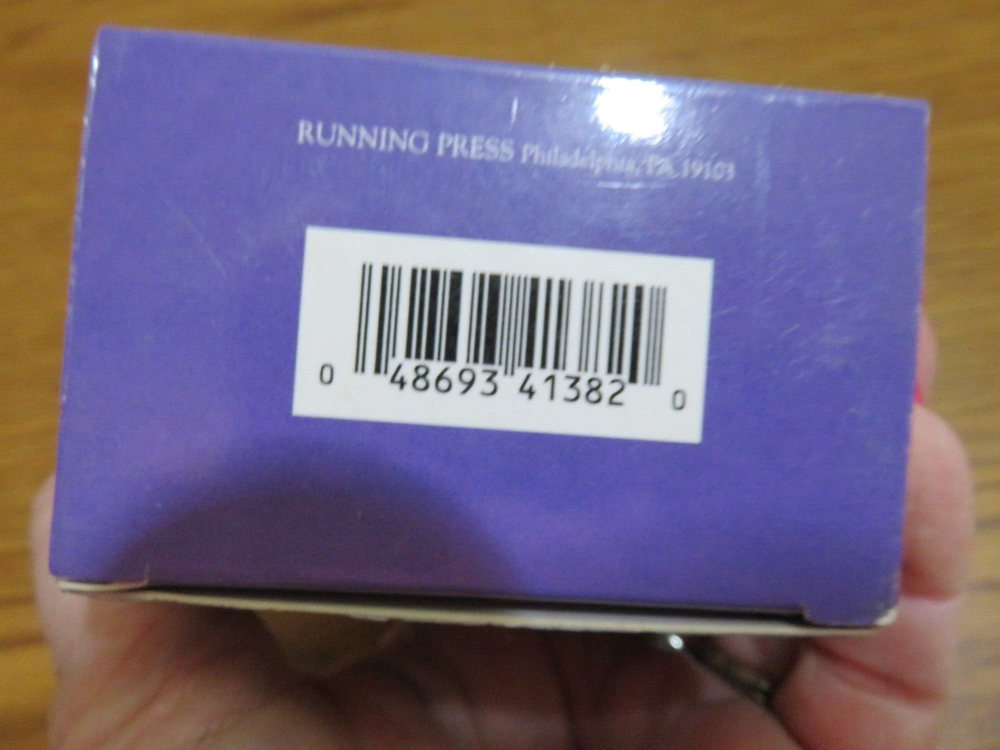 RUNNING PRESS Philadelphia, PA 19103
0 48693 41382 0